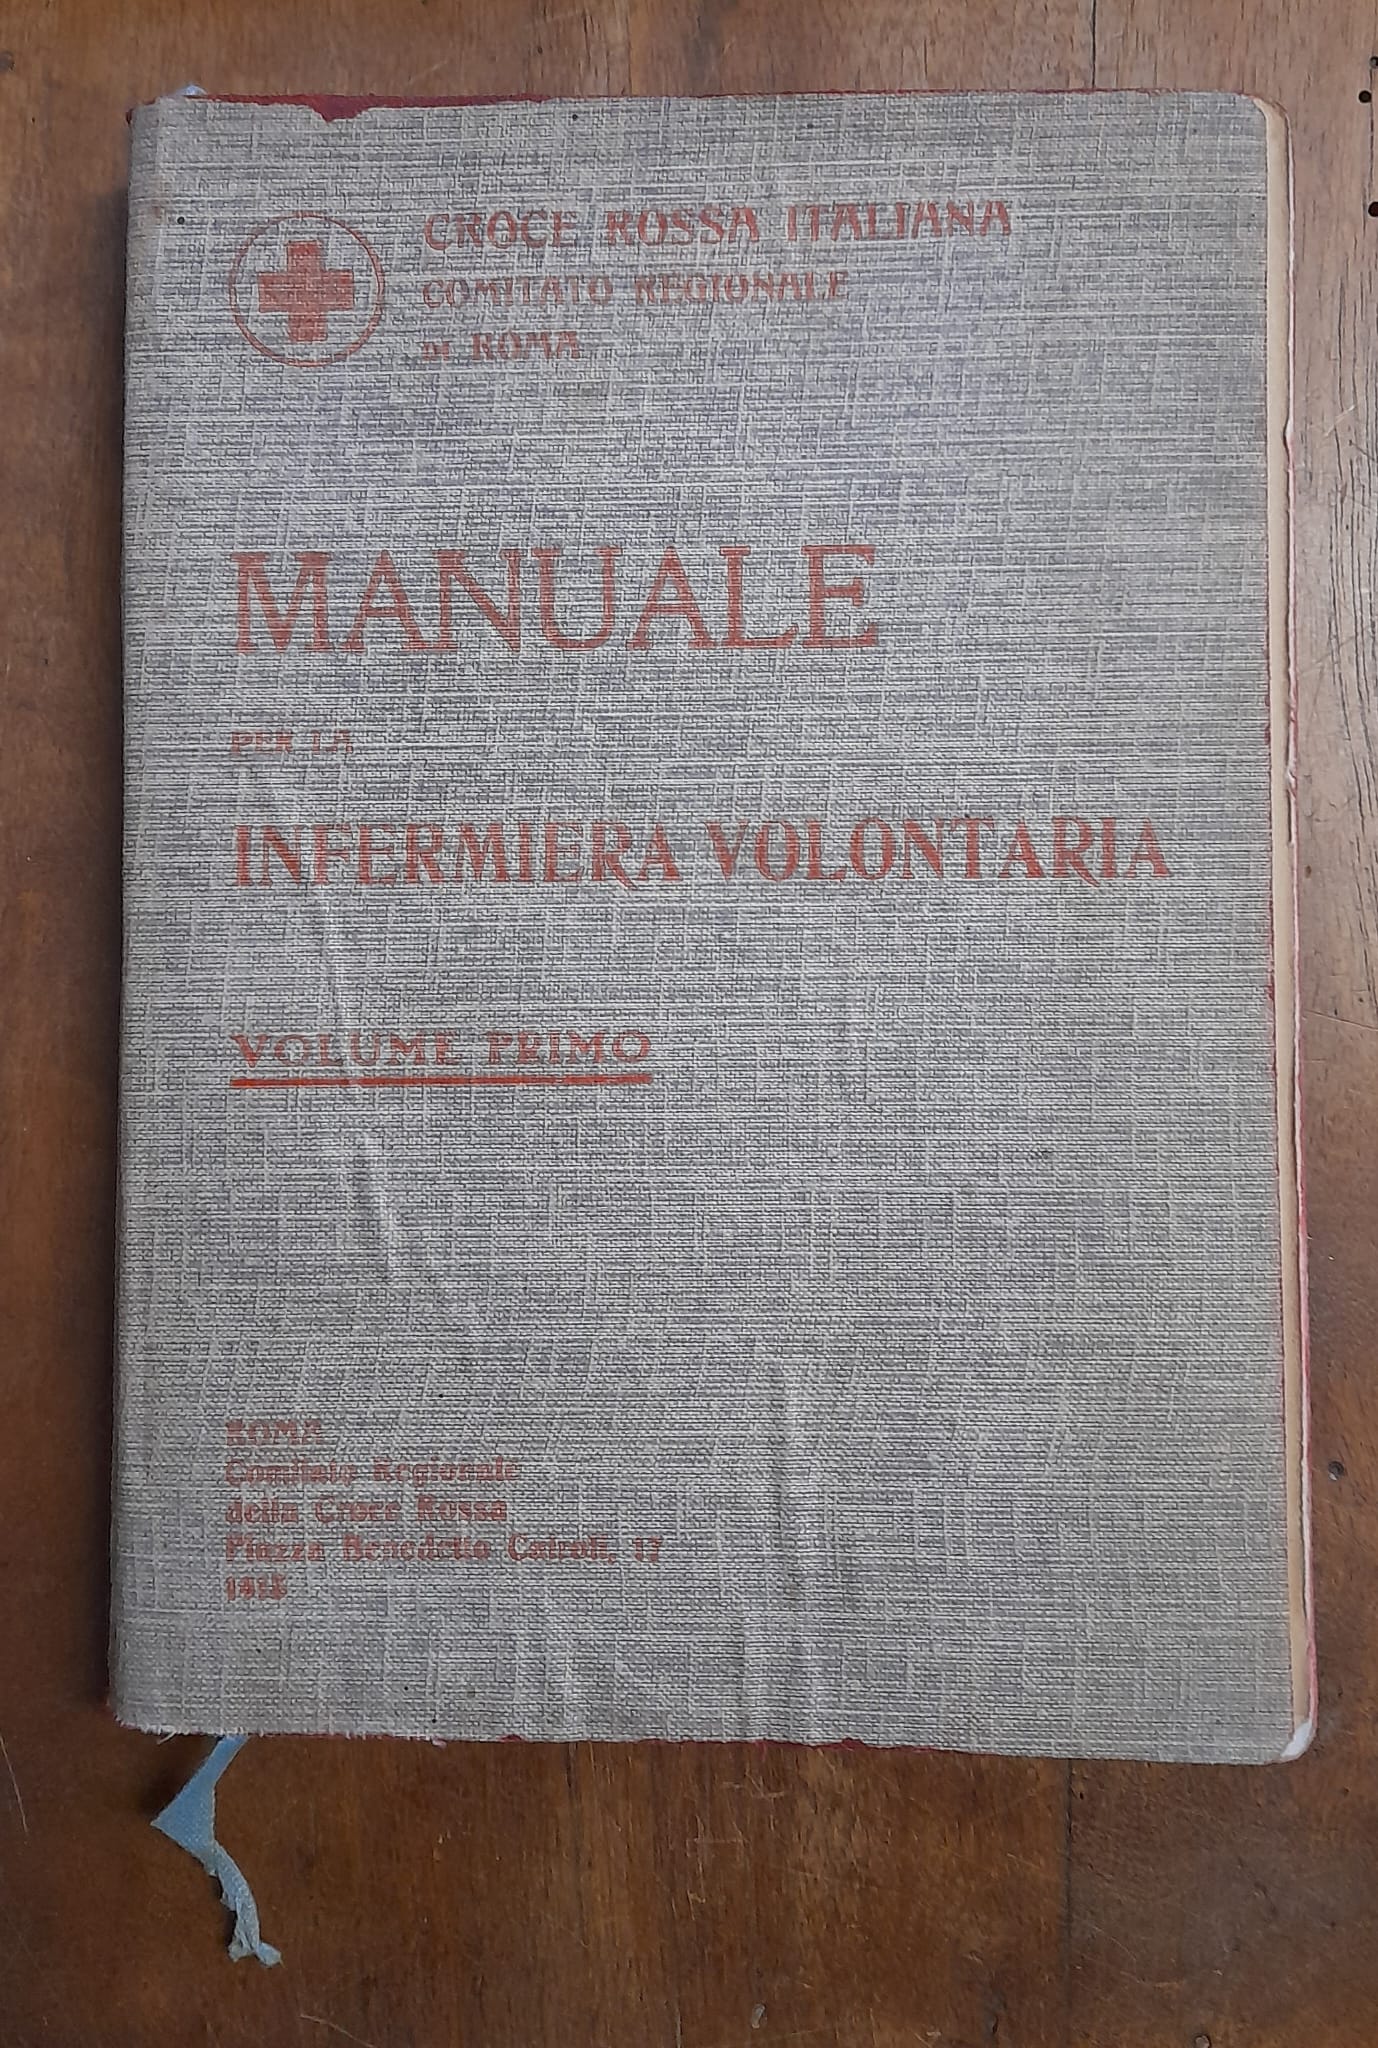 CROCE ROSSA ITALIANA
COMITATO REGIONALE
DI ROMA
MANUALE
PER LA
INFERMIERA VOLONTARIA
VOLUME PRIMO
ROMA
Comitato Regionale
della Croce Rossa
Piazza Benedetto Cairoli, 17
1915